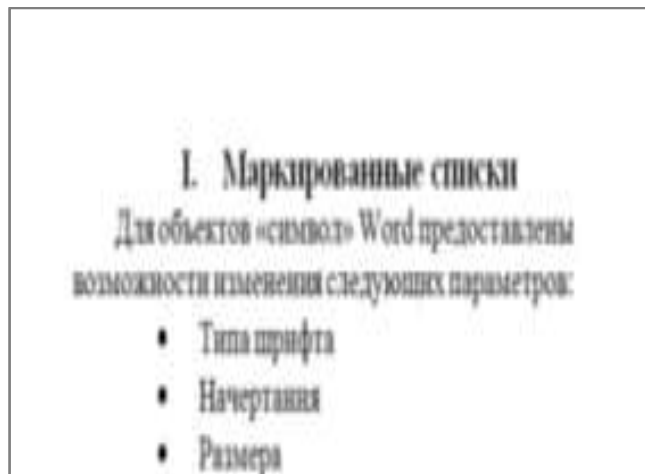 I. Маркированные списки
Для объектов «символ» Word предоставлены
возможности изменения следующих параметров:
• Типа шрифта
• Начертания
• Размера